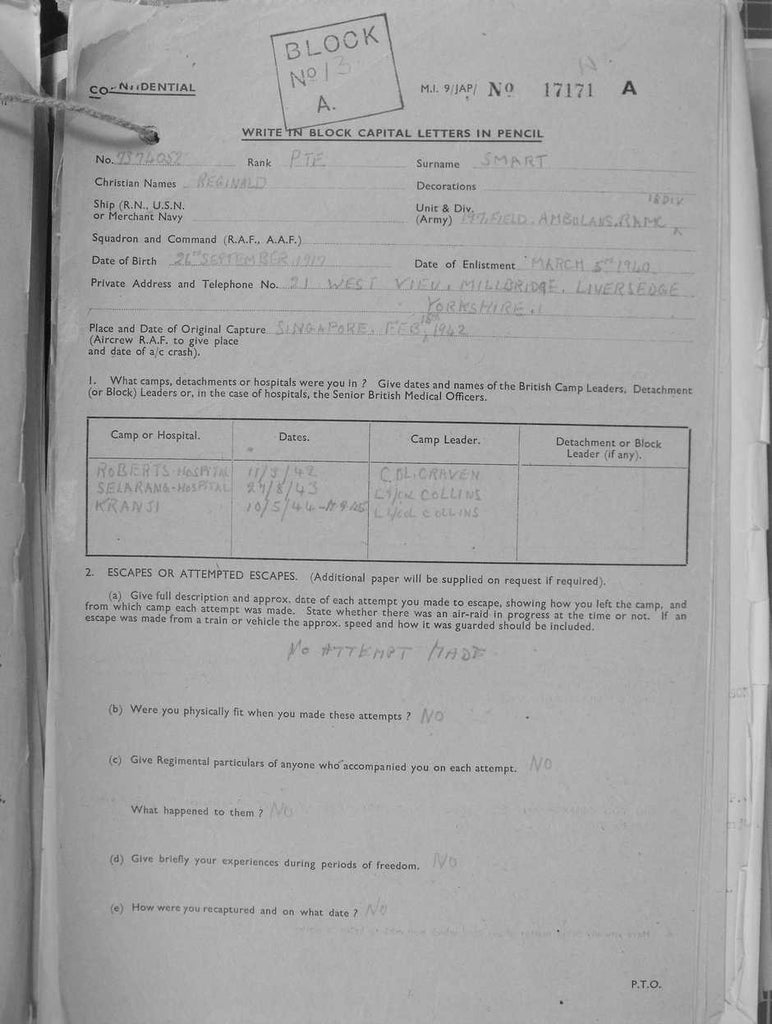 BLOCK
No 13
A.
CONFIDENTIAL
M.I. 9/JAP/ No 17171 A
WRITE IN BLOCK CAPITAL LETTERS IN PENCIL
No. 7374052 Rank PTE Surname SMART
Christian Names REGINALD Decorations
Ship (R.N., U.S.N. or Merchant Navy Unit & Div. (Army) 197 FIELD. AMBULANS. RAMC 18 DIV
Squadron and Command (R.A.F., A.A.F.)
Date of Birth 26TH SEPTEMBER 1919 Date of Enlistment MARCH 5TH 1940
Private Address and Telephone No. 21 WEST VIEW, MILLBRIDGE, LIVERSEDGE
YORKSHIRE.
Place and Date of Original Capture SINGAPORE, FEB 15TH 1942
(Aircrew R.A.F. to give place
and date of a/c crash).
1. What camps, detachments or hospitals were you in ? Give dates and names of the British Camp Leaders, Detachment
(or Block) Leaders or, in the case of hospitals, the Senior British Medical Officers.
Camp or Hospital. Dates. Camp Leader. Detachment or Block
Leader (if any).
ROBERTS-HOSPITAL 11/3/42 COL. CRAVEN
SELARANG-HOSPITAL 27/8/43 LT/COL COLLINS
KRANJI 10/5/44 LT/COL COLLINS
2. ESCAPES OR ATTEMPTED ESCAPES. (Additional paper will be supplied on request if required).
(a) Give full description and approx. date of each attempt you made to escape, showing how you left the camp, and
from which camp each attempt was made. State whether there was an air-raid in progress at the time or not. If an
escape was made from a train or vehicle the approx. speed and how it was guarded should be included.
NO ATTEMPT MADE
(b) Were you physically fit when you made these attempts ? NO
(c) Give Regimental particulars of anyone who accompanied you on each attempt. NO
What happened to them ? NO
(d) Give briefly your experiences during periods of freedom. NO
(e) How were you recaptured and on what date ? NO
P.T.O.